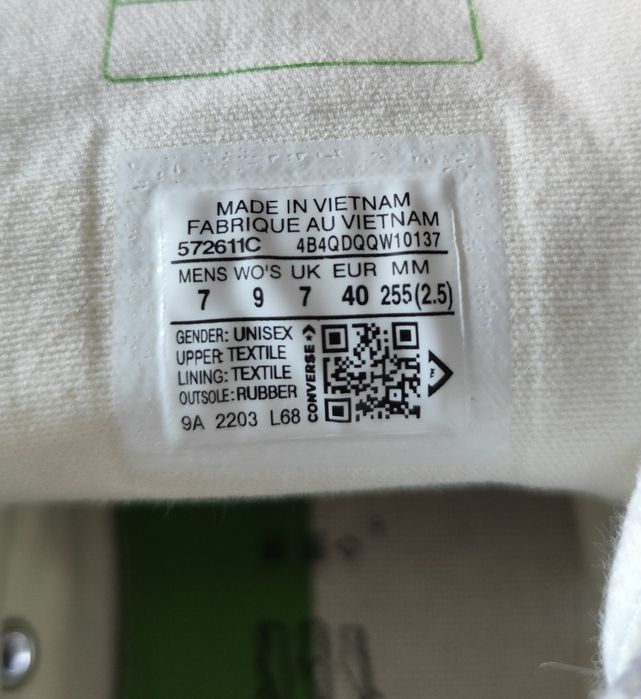 MADE IN VIETNAM
FABRIQUE AU VIETNAM
572611C 4B4QDQQW10137
MENS WO'S UK EUR MM
7 9 7 40 255(2.5)
GENDER: UNISEX
UPPER: TEXTILE
LINING: TEXTILE
OUTSOLE: RUBBER
9A 2203 L68
CONVERSE